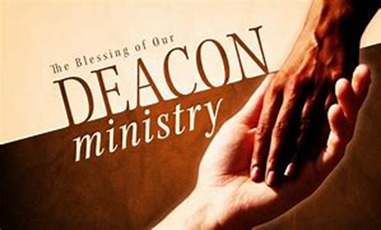 The Blessing of Our
DEACON
ministry